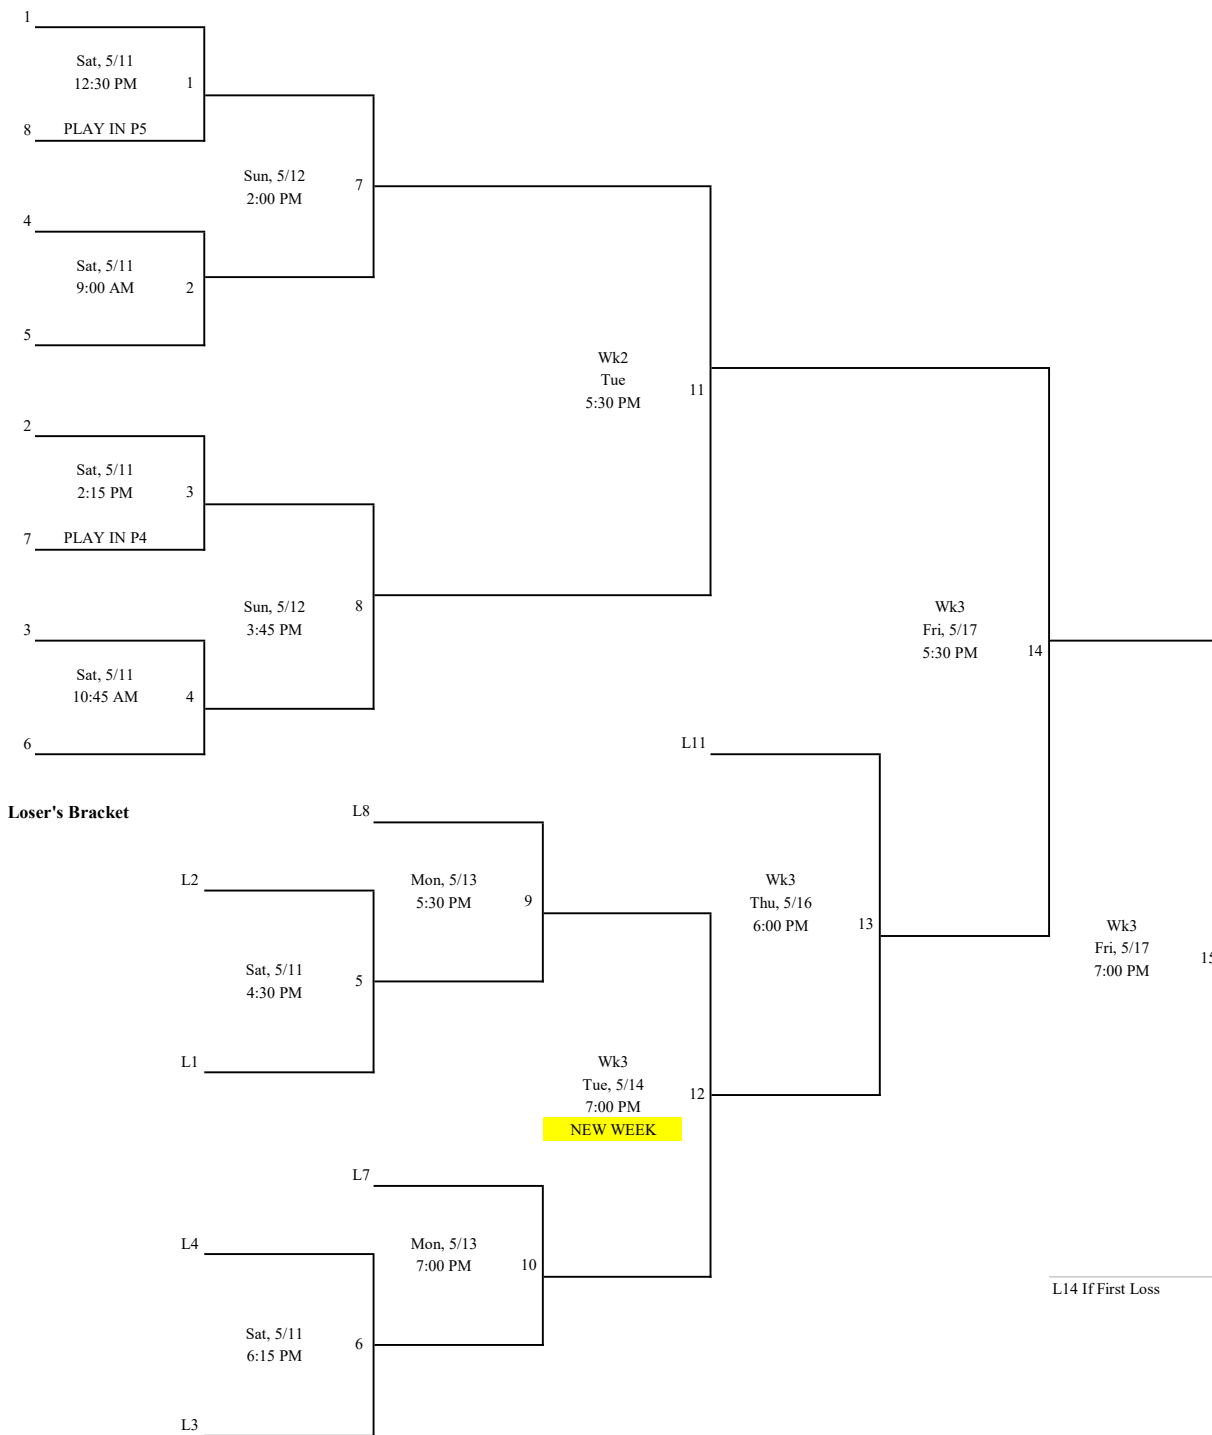 1
Sat, 5/11
12:30 PM
1
8
PLAY IN P5
Sun, 5/12
2:00 PM
7
4
Sat, 5/11
9:00 AM
2
5
Wk2
Tue
5:30 PM
11
2
Sat, 5/11
2:15 PM
3
7
PLAY IN P4
Sun, 5/12
3:45 PM
8
3
Sat, 5/11
10:45 AM
4
6
Wk3
Fri, 5/17
5:30 PM
14
L11
Loser's Bracket
L8
Mon, 5/13
5:30 PM
9
L2
Sat, 5/11
4:30 PM
5
L1
Wk3
Thu, 5/16
6:00 PM
13
Wk3
Fri, 5/17
7:00 PM
15
Wk3
Tue, 5/14
7:00 PM
NEW WEEK
12
L7
Mon, 5/13
7:00 PM
10
L4
Sat, 5/11
6:15 PM
6
L3
L14 If First Loss